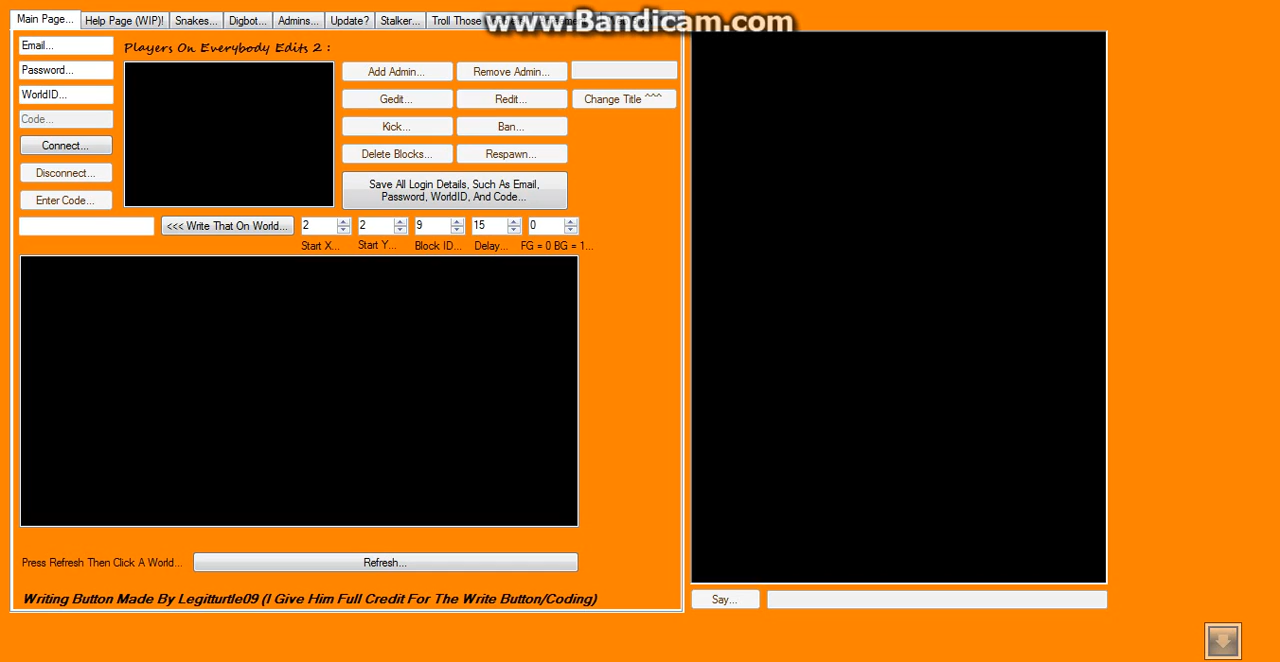 www.Bandicam.com
Main Page... Help Page (WIP)! Snakes... Digbot... Admins... Update? Stalker... Troll Those
Email...
Password...
WorldID...
Code...
Connect...
Disconnect...
Enter Code...
Players On Everybody Edits 2 :
Add Admin... Remove Admin...
Gedit... Redit... Change Title ^^^
Kick... Ban...
Delete Blocks... Respawn...
Save All Login Details, Such As Email,
Password, WorldID, And Code...
<<< Write That On World... 2 2 9 15 0
Start X... Start Y... Block ID... Delay... FG = 0 BG = 1...
Press Refresh Then Click A World... Refresh...
Writing Button Made By Legitturtle09 (I Give Him Full Credit For The Write Button/Coding)
Say...